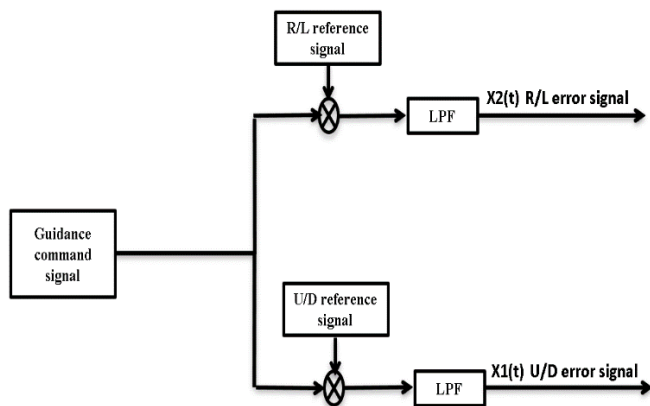 R/L reference
signal
X2(t) R/L error signal
LPF
Guidance
command
signal
U/D reference
signal
X1(t) U/D error signal
LPF